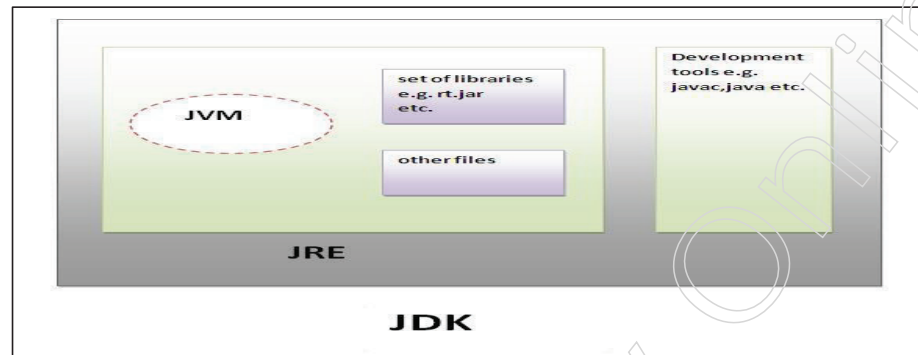 JVM
set of libraries
e.g. rt.jar
etc.
other files
Development
tools e.g.
javac,java etc.
JRE
JDK